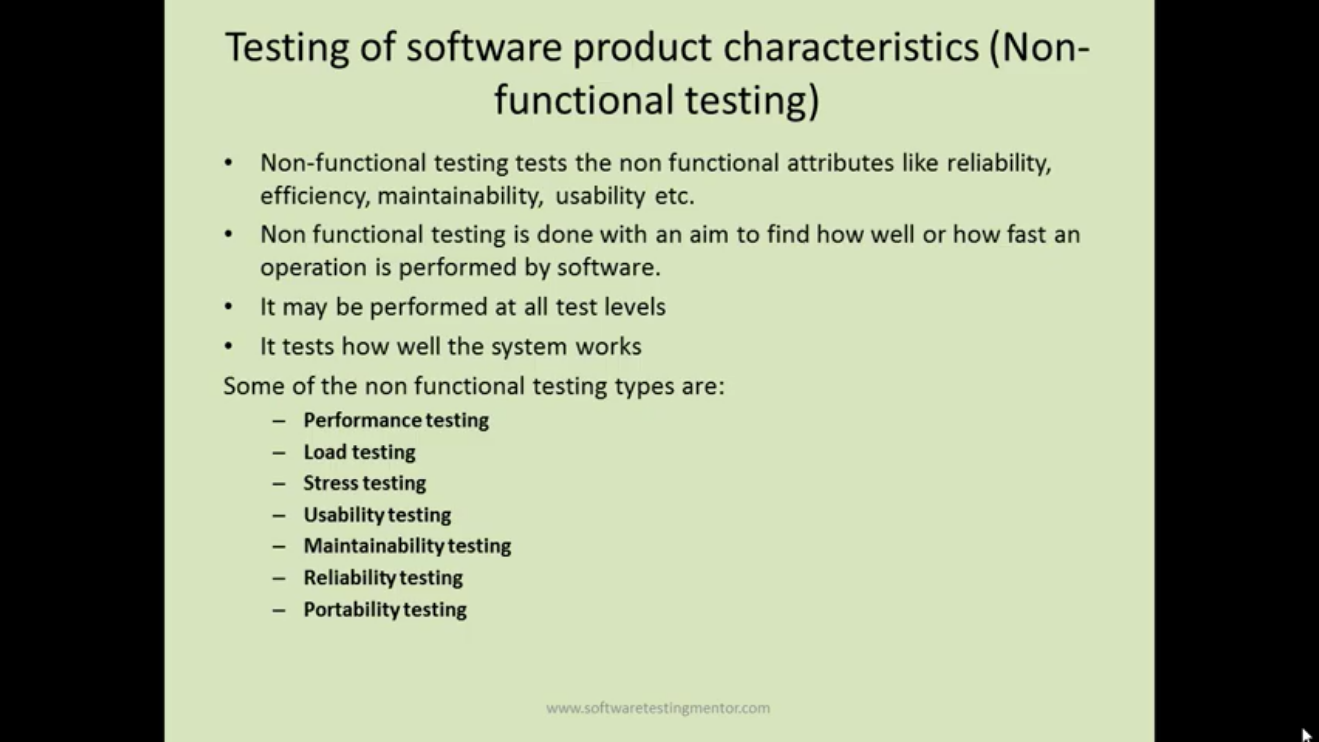 Testing of software product characteristics (Non-
functional testing)
• Non-functional testing tests the non functional attributes like reliability,
efficiency, maintainability, usability etc.
• Non functional testing is done with an aim to find how well or how fast an
operation is performed by software.
• It may be performed at all test levels
• It tests how well the system works
Some of the non functional testing types are:
– Performance testing
– Load testing
– Stress testing
– Usability testing
– Maintainability testing
– Reliability testing
– Portability testing
www.softwaretestingmentor.com